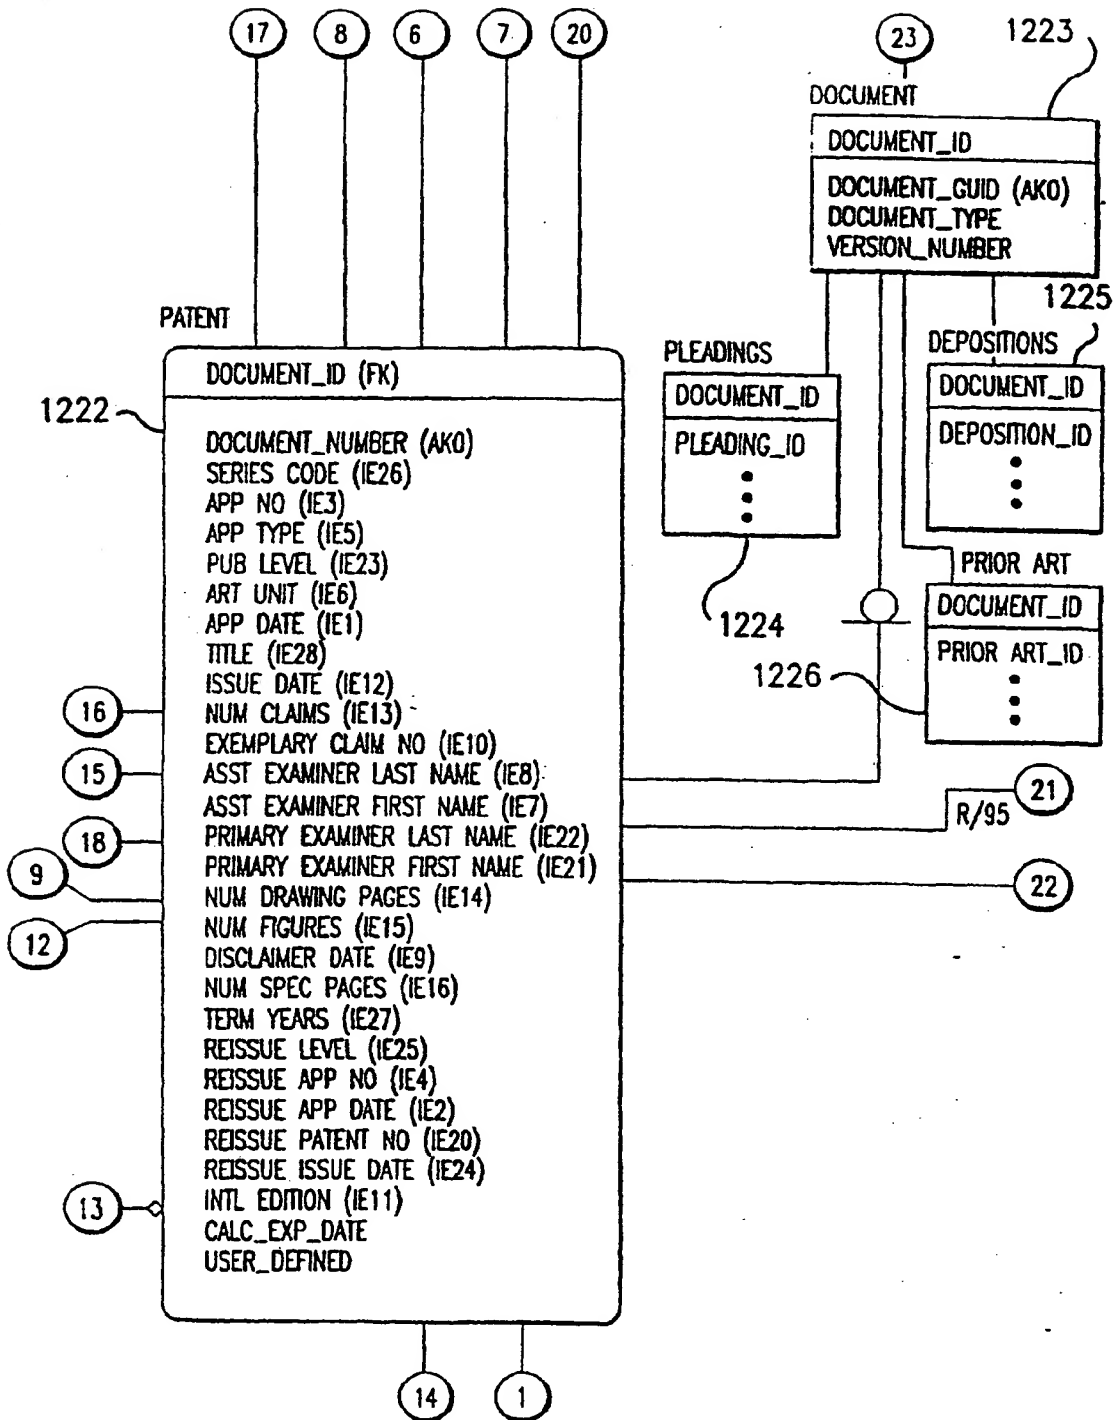 17 8 6 7 20
23 1223
DOCUMENT
DOCUMENT_ID
DOCUMENT_GUID (AKO)
DOCUMENT_TYPE
VERSION_NUMBER
1225
PLEADINGS
DOCUMENT_ID
PLEADING_ID
1224
DEPOSITIONS
DOCUMENT_ID
DEPOSITION_ID
PRIOR ART
DOCUMENT_ID
PRIOR ART_ID
1226
PATENT
1222
DOCUMENT_ID (FK)
DOCUMENT_NUMBER (AKO)
SERIES CODE (IE26)
APP NO (IE3)
APP TYPE (IE5)
PUB LEVEL (IE23)
ART UNIT (IE6)
APP DATE (IE1)
TITLE (IE28)
ISSUE DATE (IE12)
16 NUM CLAIMS (IE13)
EXEMPLARY CLAIM NO (IE10)
15 ASST EXAMINER LAST NAME (IE8)
ASST EXAMINER FIRST NAME (IE7)
18 PRIMARY EXAMINER LAST NAME (IE22)
PRIMARY EXAMINER FIRST NAME (IE21)
9 NUM DRAWING PAGES (IE14)
12 NUM FIGURES (IE15)
DISCLAIMER DATE (IE9)
NUM SPEC PAGES (IE16)
TERM YEARS (IE27)
REISSUE LEVEL (IE25)
REISSUE APP NO (IE4)
REISSUE APP DATE (IE2)
REISSUE PATENT NO (IE20)
REISSUE ISSUE DATE (IE24)
13 INTL EDITION (IE11)
CALC_EXP_DATE
USER_DEFINED
21
R/95
22
14 1